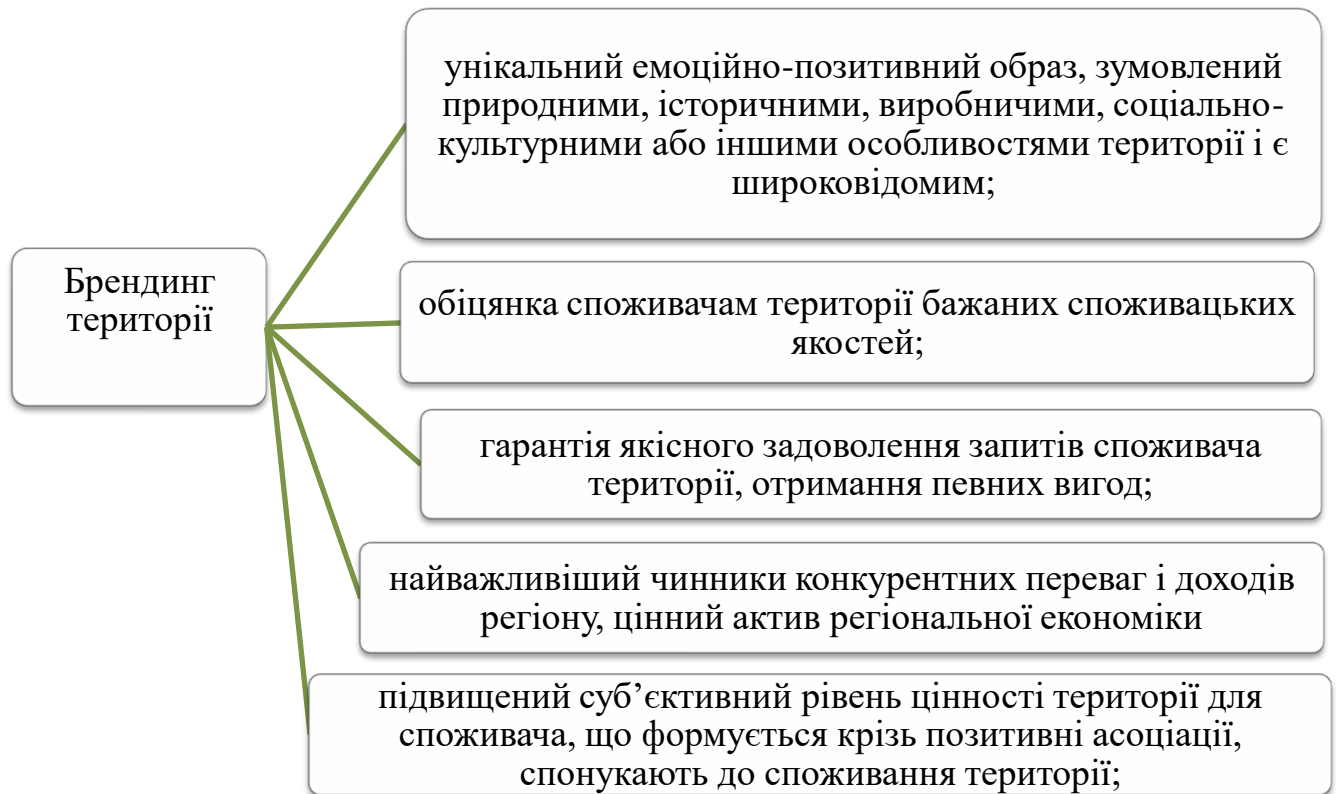 унікальний емоційно-позитивний образ, зумовлений
природними, історичними, виробничими, соціально-
культурними або іншими особливостями території і є
широковідомим;
Брендинг
території
обіцянка споживачам території бажаних споживацьких
якостей;
гарантія якісного задоволення запитів споживача
території, отримання певних вигод;
найважливіший чинники конкурентних переваг і доходів
регіону, цінний актив регіональної економіки
підвищений суб’єктивний рівень цінності території для
споживача, що формується крізь позитивні асоціації,
спонукають до споживання території;